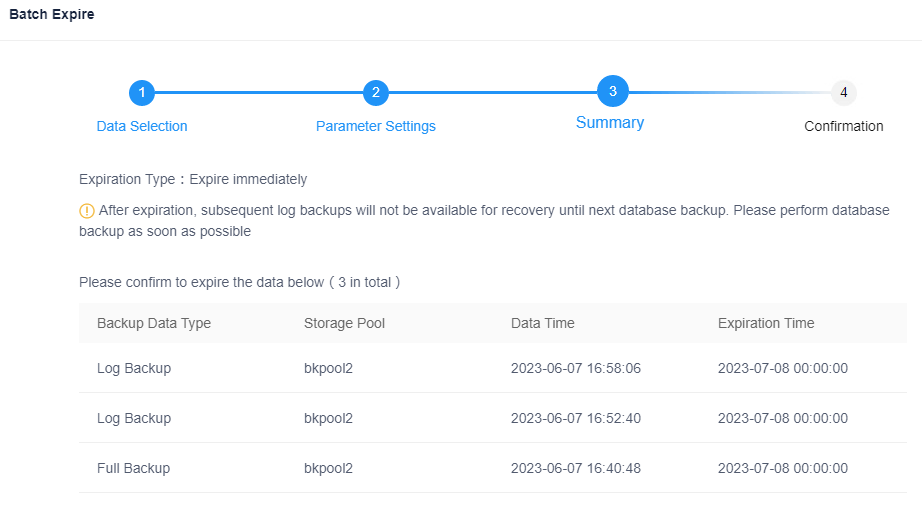 Batch Expire
1 2 3 4
Data Selection Parameter Settings Summary Confirmation
Expiration Type：Expire immediately
After expiration, subsequent log backups will not be available for recovery until next database backup. Please perform database
backup as soon as possible
Please confirm to expire the data below（3 in total）
Backup Data Type Storage Pool Data Time Expiration Time
Log Backup bkpool2 2023-06-07 16:58:06 2023-07-08 00:00:00
Log Backup bkpool2 2023-06-07 16:52:40 2023-07-08 00:00:00
Full Backup bkpool2 2023-06-07 16:40:48 2023-07-08 00:00:00